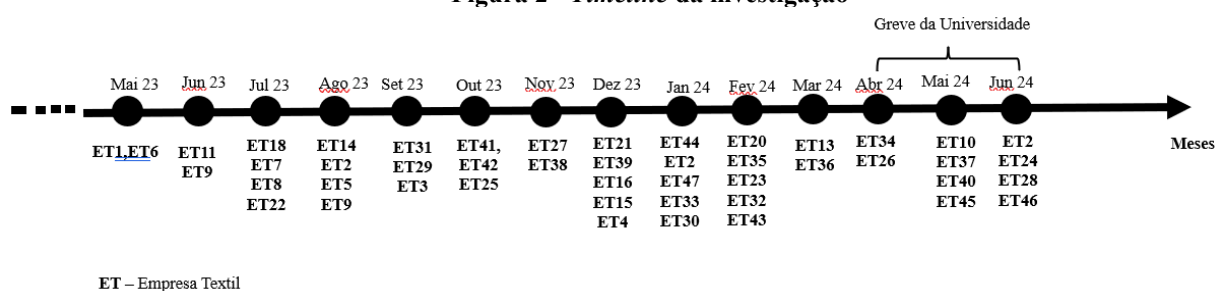 Figura 2 - Timeline da investigação
Greve da Universidade
Mai 23 Jun 23 Jul 23 Ago 23 Set 23 Out 23 Nov 23 Dez 23 Jan 24 Fev 24 Mar 24 Abr 24 Mai 24 Jun 24
Meses
ET1,ET6
ET11
ET9
ET18
ET7
ET8
ET22
ET14
ET2
ET5
ET9
ET31
ET29
ET3
ET41,
ET42
ET25
ET27
ET38
ET21
ET39
ET16
ET15
ET4
ET44
ET2
ET47
ET33
ET30
ET20
ET35
ET23
ET32
ET43
ET13
ET36
ET34
ET26
ET10
ET37
ET40
ET45
ET2
ET24
ET28
ET46
ET – Empresa Textil